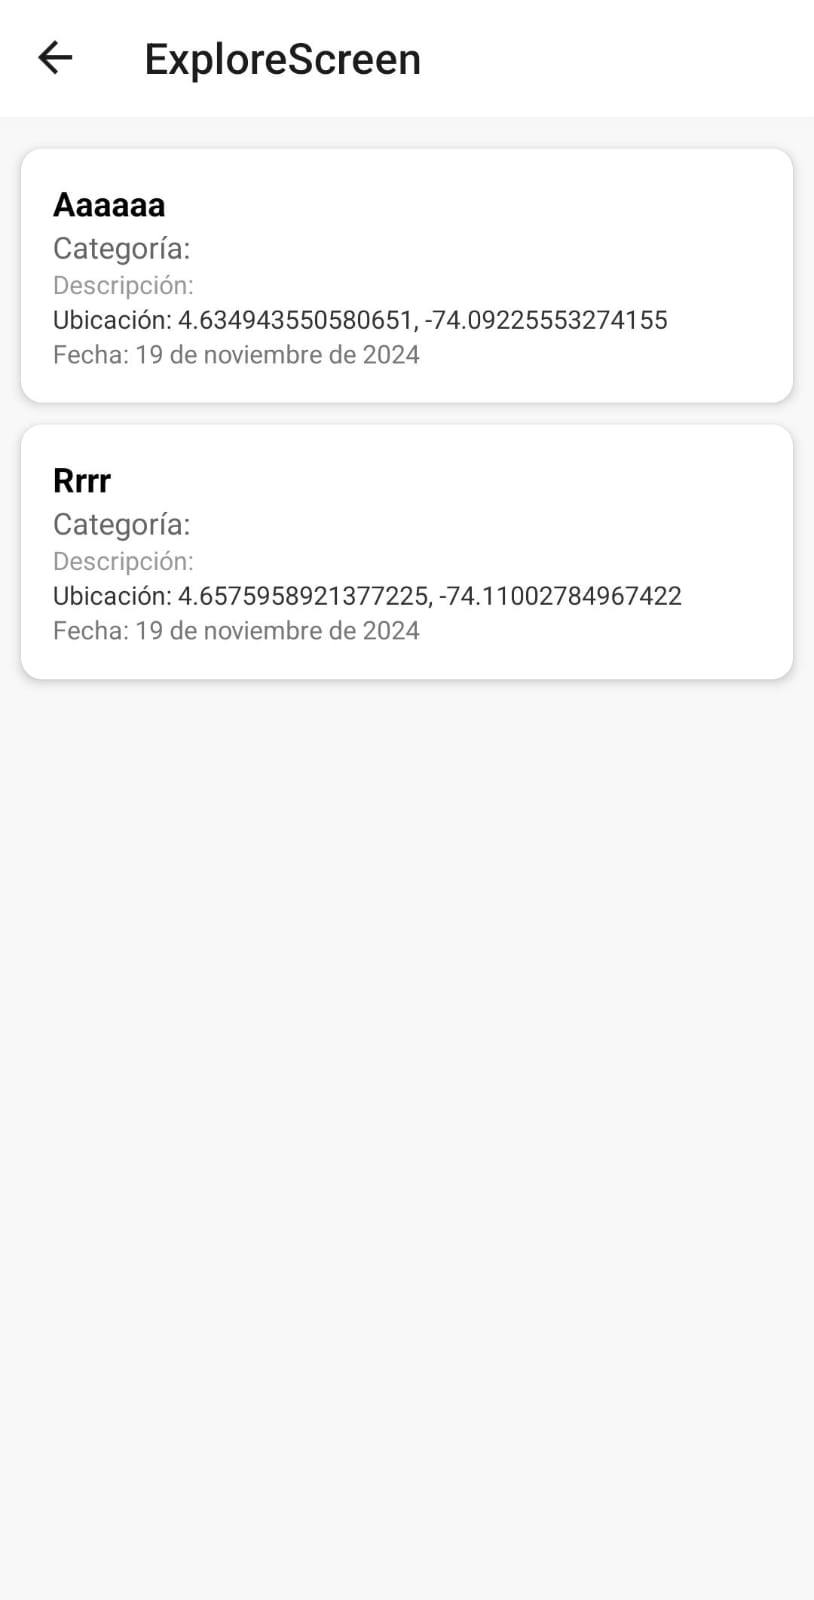 ExploreScreen
Aaaaaa
Categoría:
Descripción:
Ubicación: 4.634943550580651, -74.09225553274155
Fecha: 19 de noviembre de 2024
Rrrr
Categoría:
Descripción:
Ubicación: 4.6575958921377225, -74.11002784967422
Fecha: 19 de noviembre de 2024